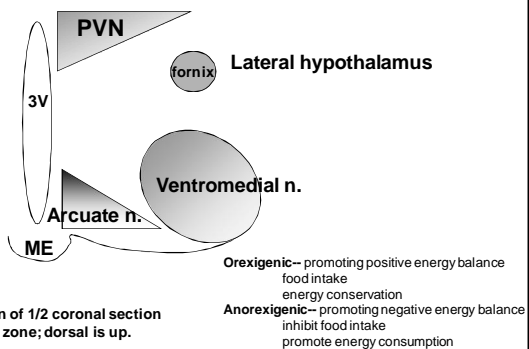 PVN
fornix
Lateral hypothalamus
3V
Ventromedial n.
Arcuate n.
ME
Orexigenic-- promoting positive energy balance
food intake
energy conservation
Anorexigenic-- promoting negative energy balance
inhibit food intake
promote energy consumption
n of 1/2 coronal section
zone; dorsal is up.